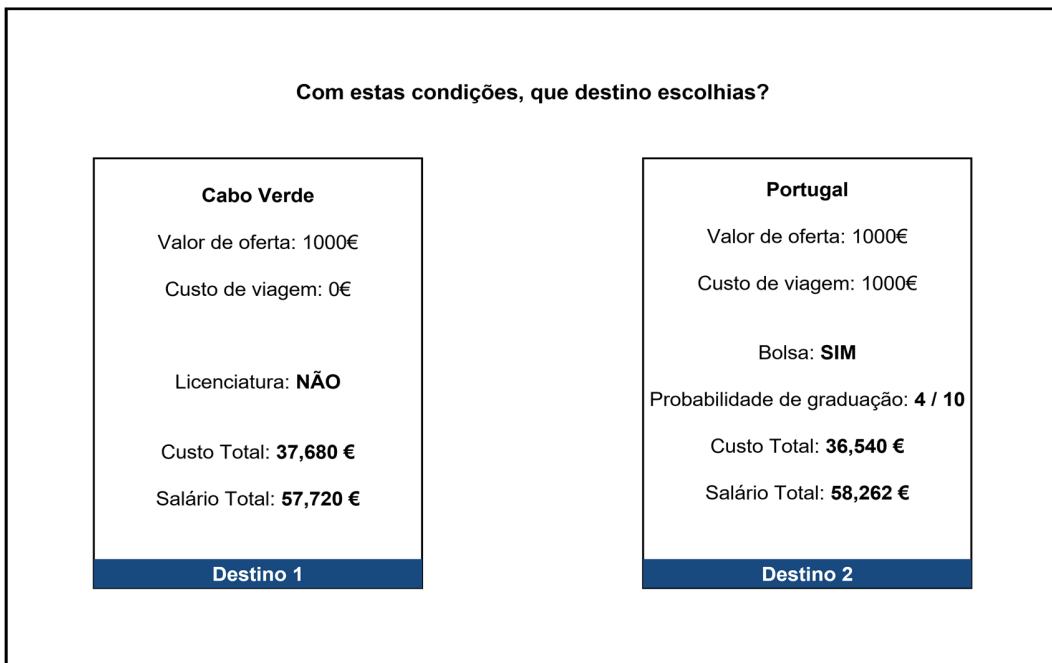 Com estas condições, que destino escolhias?
Cabo Verde
Valor de oferta: 1000€
Custo de viagem: 0€
Licenciatura: NÃO
Custo Total: 37,680 €
Salário Total: 57,720 €
Destino 1
Portugal
Valor de oferta: 1000€
Custo de viagem: 1000€
Bolsa: SIM
Probabilidade de graduação: 4 / 10
Custo Total: 36,540 €
Salário Total: 58,262 €
Destino 2